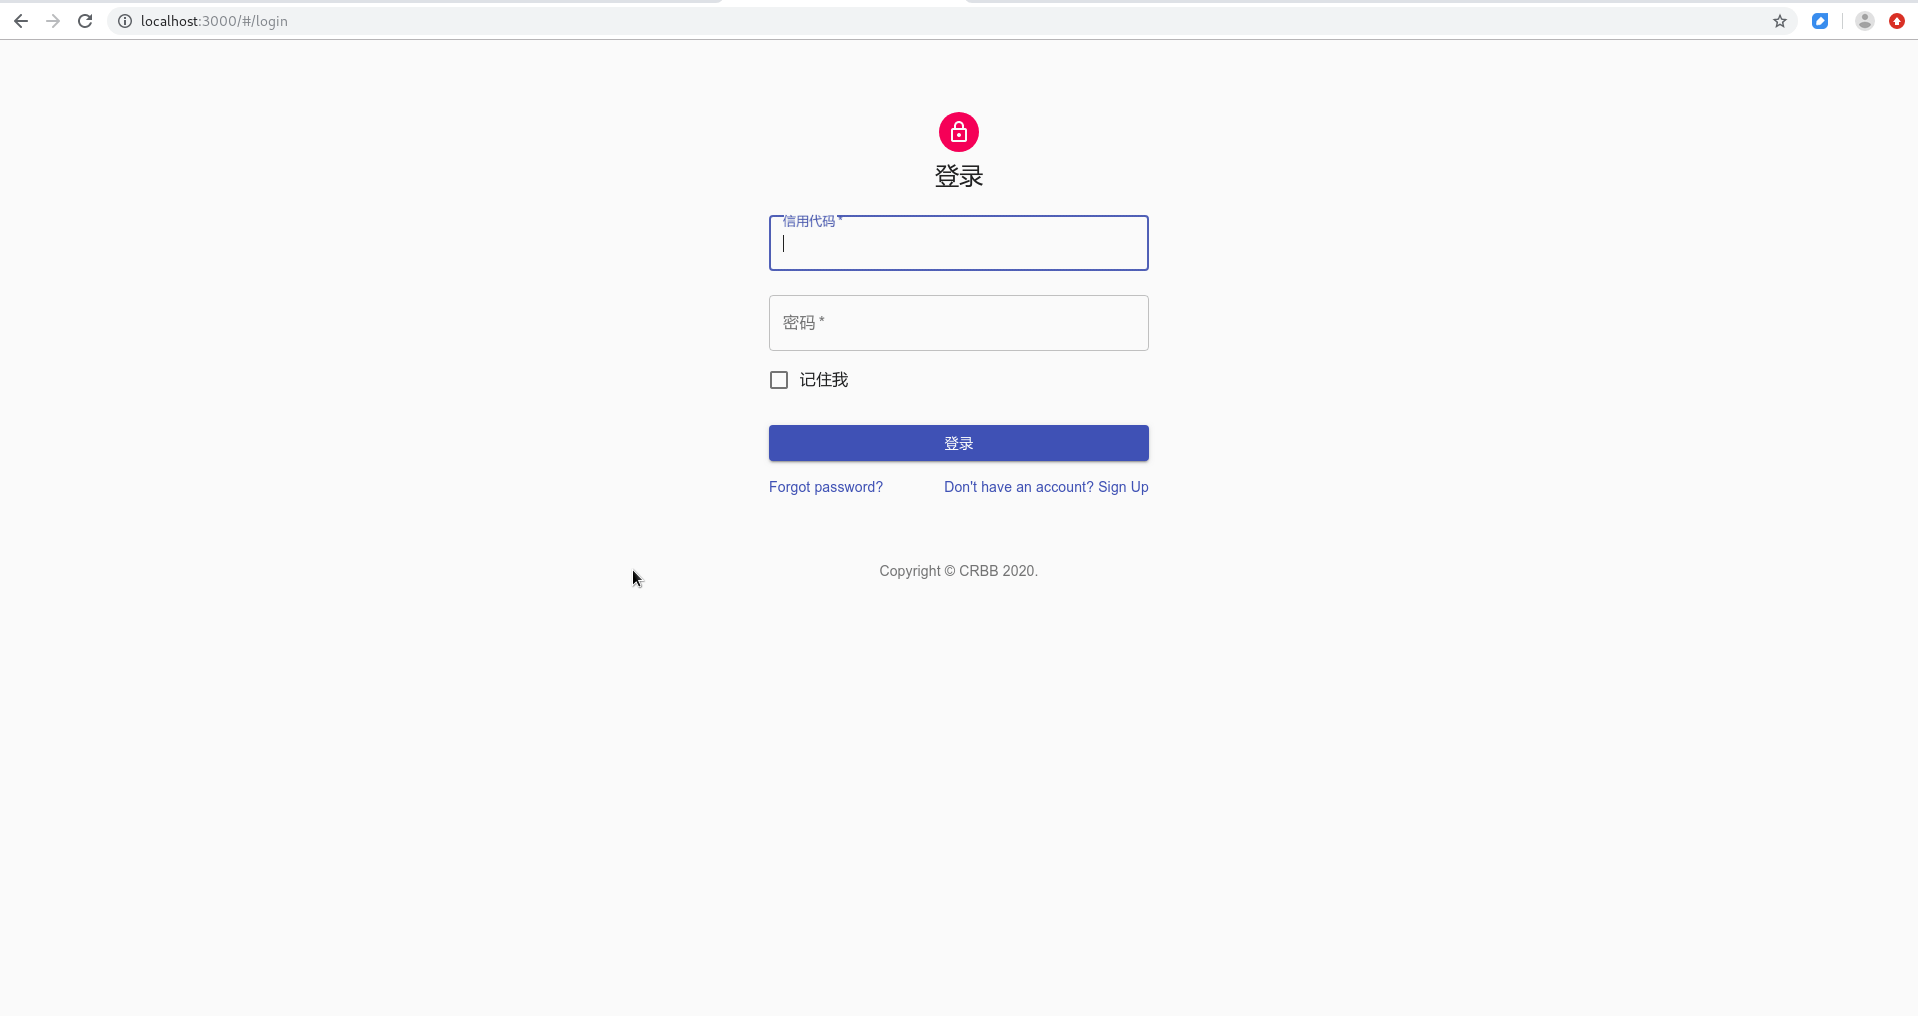 localhost:3000/#/login
登录
信用代码 *
密码 *
记住我
登录
Forgot password? Don't have an account? Sign Up
Copyright © CRBB 2020.